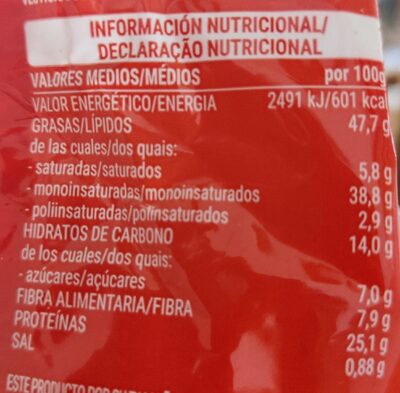 INFORMACIÓN NUTRICIONAL/
DECLARAÇÃO NUTRICIONAL
VALORES MEDIOS/MÉDIOS por 100g
VALOR ENERGÉTICO/ENERGIA 2491 kJ/601 kcal
GRASAS/LÍPIDOS 47,7 g
de las cuales/dos quais:
- saturadas/saturados 5,8 g
- monoinsaturadas/monoinsaturados 38,8 g
- poliinsaturadas/polinsaturados 2,9 g
HIDRATOS DE CARBONO 14,0 g
de los cuales/dos quais:
- azúcares/açúcares 7,0 g
FIBRA ALIMENTARIA/FIBRA 7,9 g
PROTEÍNAS 25,1 g
SAL 0,88 g
ESTE PRODUCTO POR